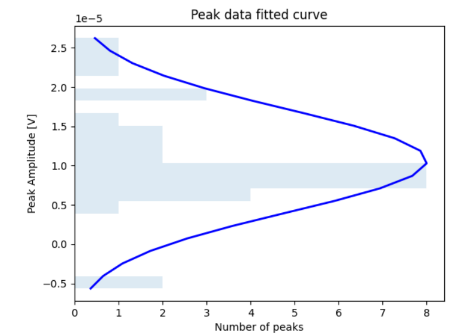 Peak data fitted curve
1e−5
2.5
2.0
1.5
1.0
0.5
0.0
−0.5
Peak Amplitude [V]
0 1 2 3 4 5 6 7 8
Number of peaks